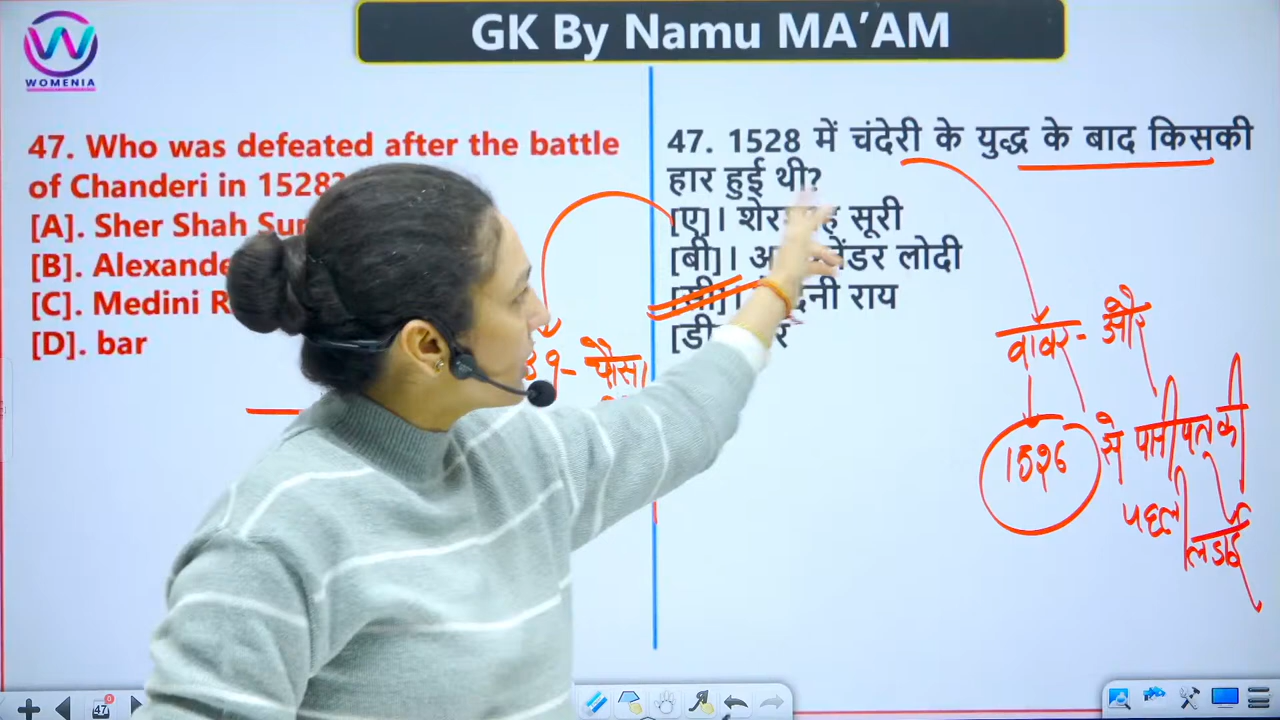 WOMENIA
GK By Namu MA’AM
47. Who was defeated after the battle
of Chanderi in 1528?
[A]. Sher Shah Sur
[B]. Alexande
[C]. Medini R
[D]. bar
47. 1528 में चंदेरी के युद्ध के बाद किसकी
हार हुई थी?
[ए]। सूरी
[बी]। लोदी
[सी]। राय
[डी
बाबर - और
1526 से पानीपत की
पहली
लडाई
47